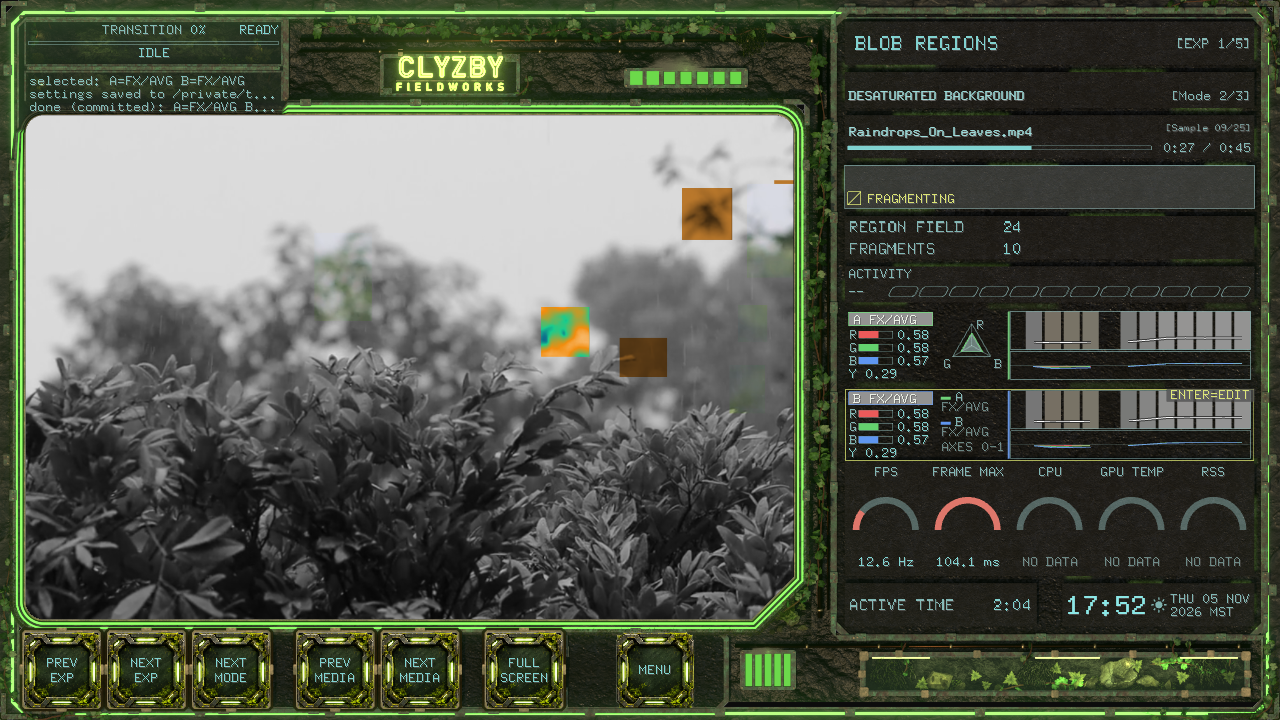 TRANSITION 0% READY
IDLE
selected: A=FX/AVG B=FX/AVG
settings saved to /private/t...
done (committed): A=FX/AVG B...
CLYZBY
FIELDWORKS
BLOB REGIONS [EXP 1/5]
DESATURATED BACKGROUND [Mode 2/3]
Raindrops_On_Leaves.mp4 [Sample 09/25]
0:27 / 0:45
FRAGMENTING
REGION FIELD 24
FRAGMENTS 10
ACTIVITY
--
A FX/AVG
R 0.58
G 0.58
B 0.57
Y 0.29
R
G B
B FX/AVG
R 0.58
G 0.58
B 0.57
Y 0.29
A
FX/AVG
B
FX/AVG
AXES 0-1
ENTER=EDIT
FPS FRAME MAX CPU GPU TEMP RSS
12.6 Hz 104.1 ms NO DATA NO DATA NO DATA
ACTIVE TIME 2:04
17:52 THU 05 NOV
2026 MST
PREV
EXP
NEXT
EXP
NEXT
MODE
PREV
MEDIA
NEXT
MEDIA
FULL
SCREEN
MENU